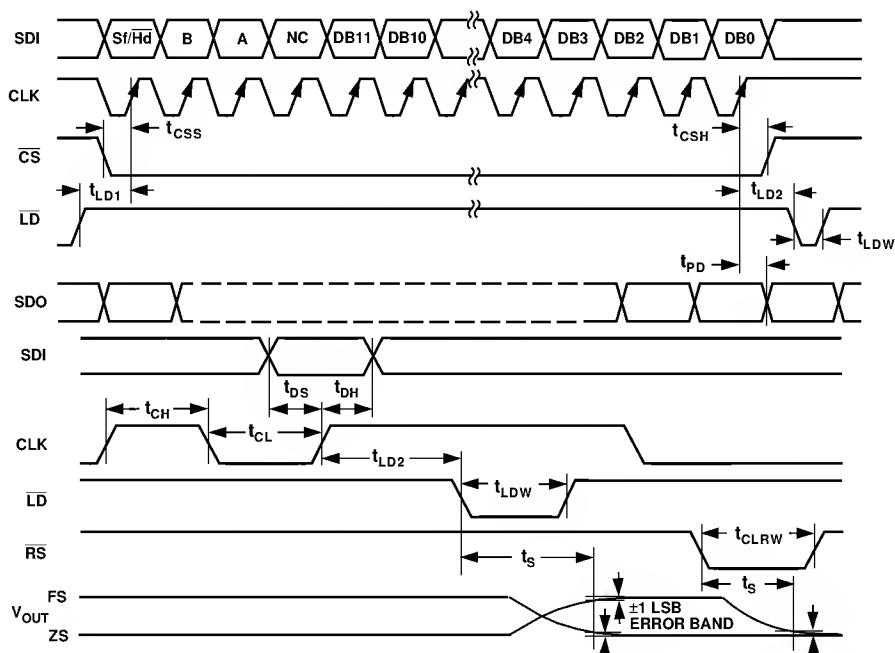 SDI Sf/Hd B A NC DB11 DB10 DB4 DB3 DB2 DB1 DB0
CLK
tCSS tCSH
CS
tLD1 tLD2
LD
tLDW
tPD
SDO
SDI
tDS tDH
tCH
tCL
CLK
tLD2
tLDW
LD
tCLRW
RS
tS tS
FS
±1 LSB
VOUT
ERROR BAND
ZS